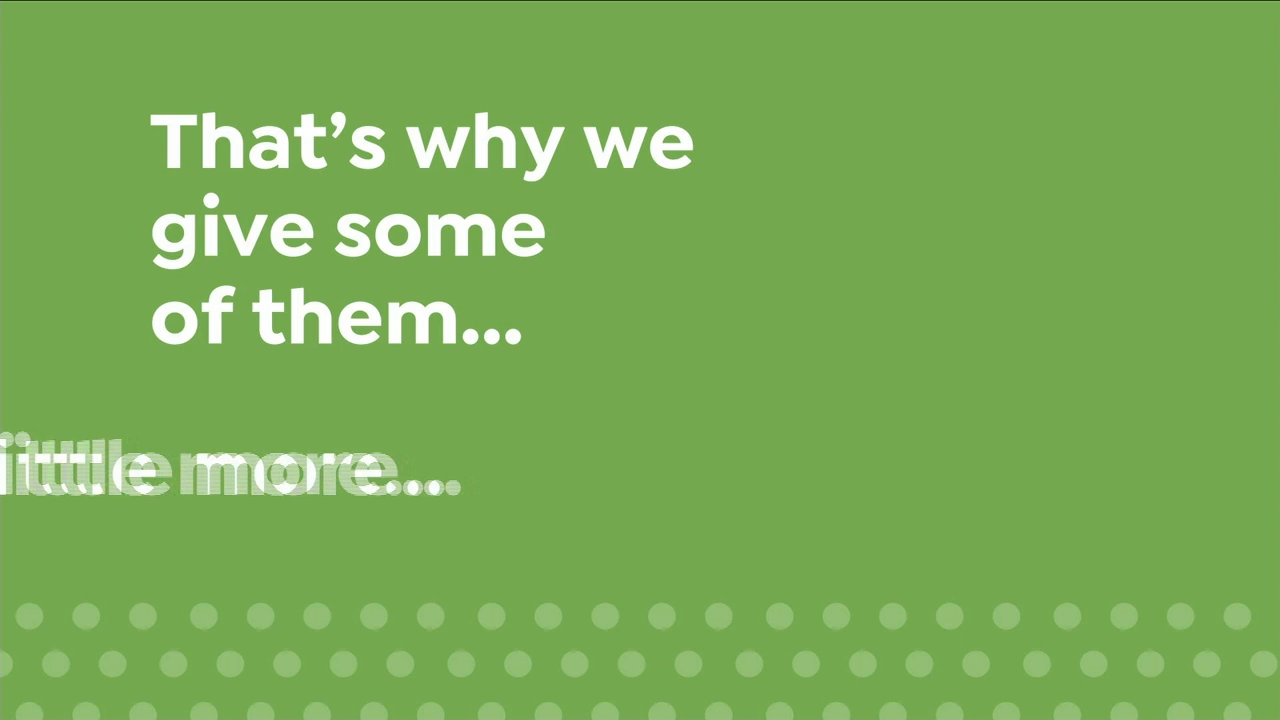 That’s why we
give some
of them...
little more...